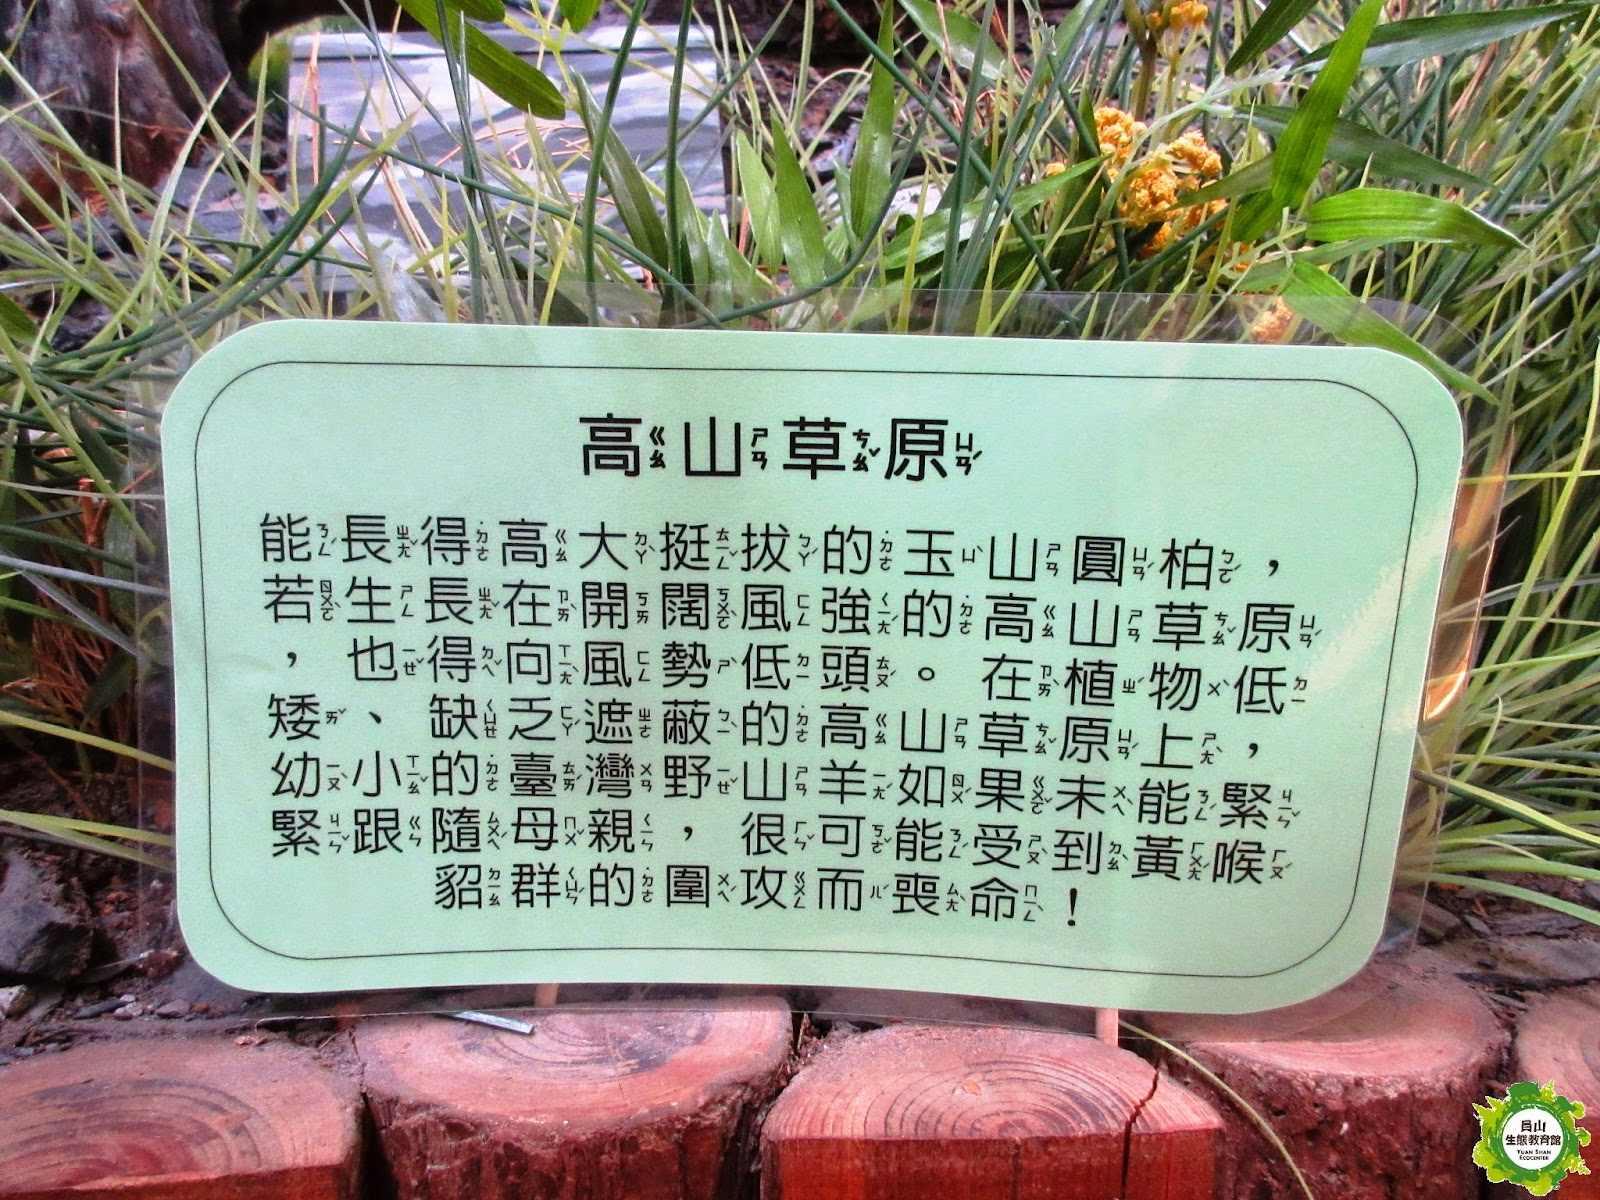 高山草原
能長得高大挺拔的玉山圓柏，
若生長在開闊風強的高山草原
，也得向風勢低頭。在植物低
矮、缺乏遮蔽的高山草原上，
幼小的臺灣野山羊如果未能緊
緊跟隨母親，很可能受到黃喉
貂群的圍攻而喪命！
員山
生態教育館
YUAN SHAN
ECOCENTER